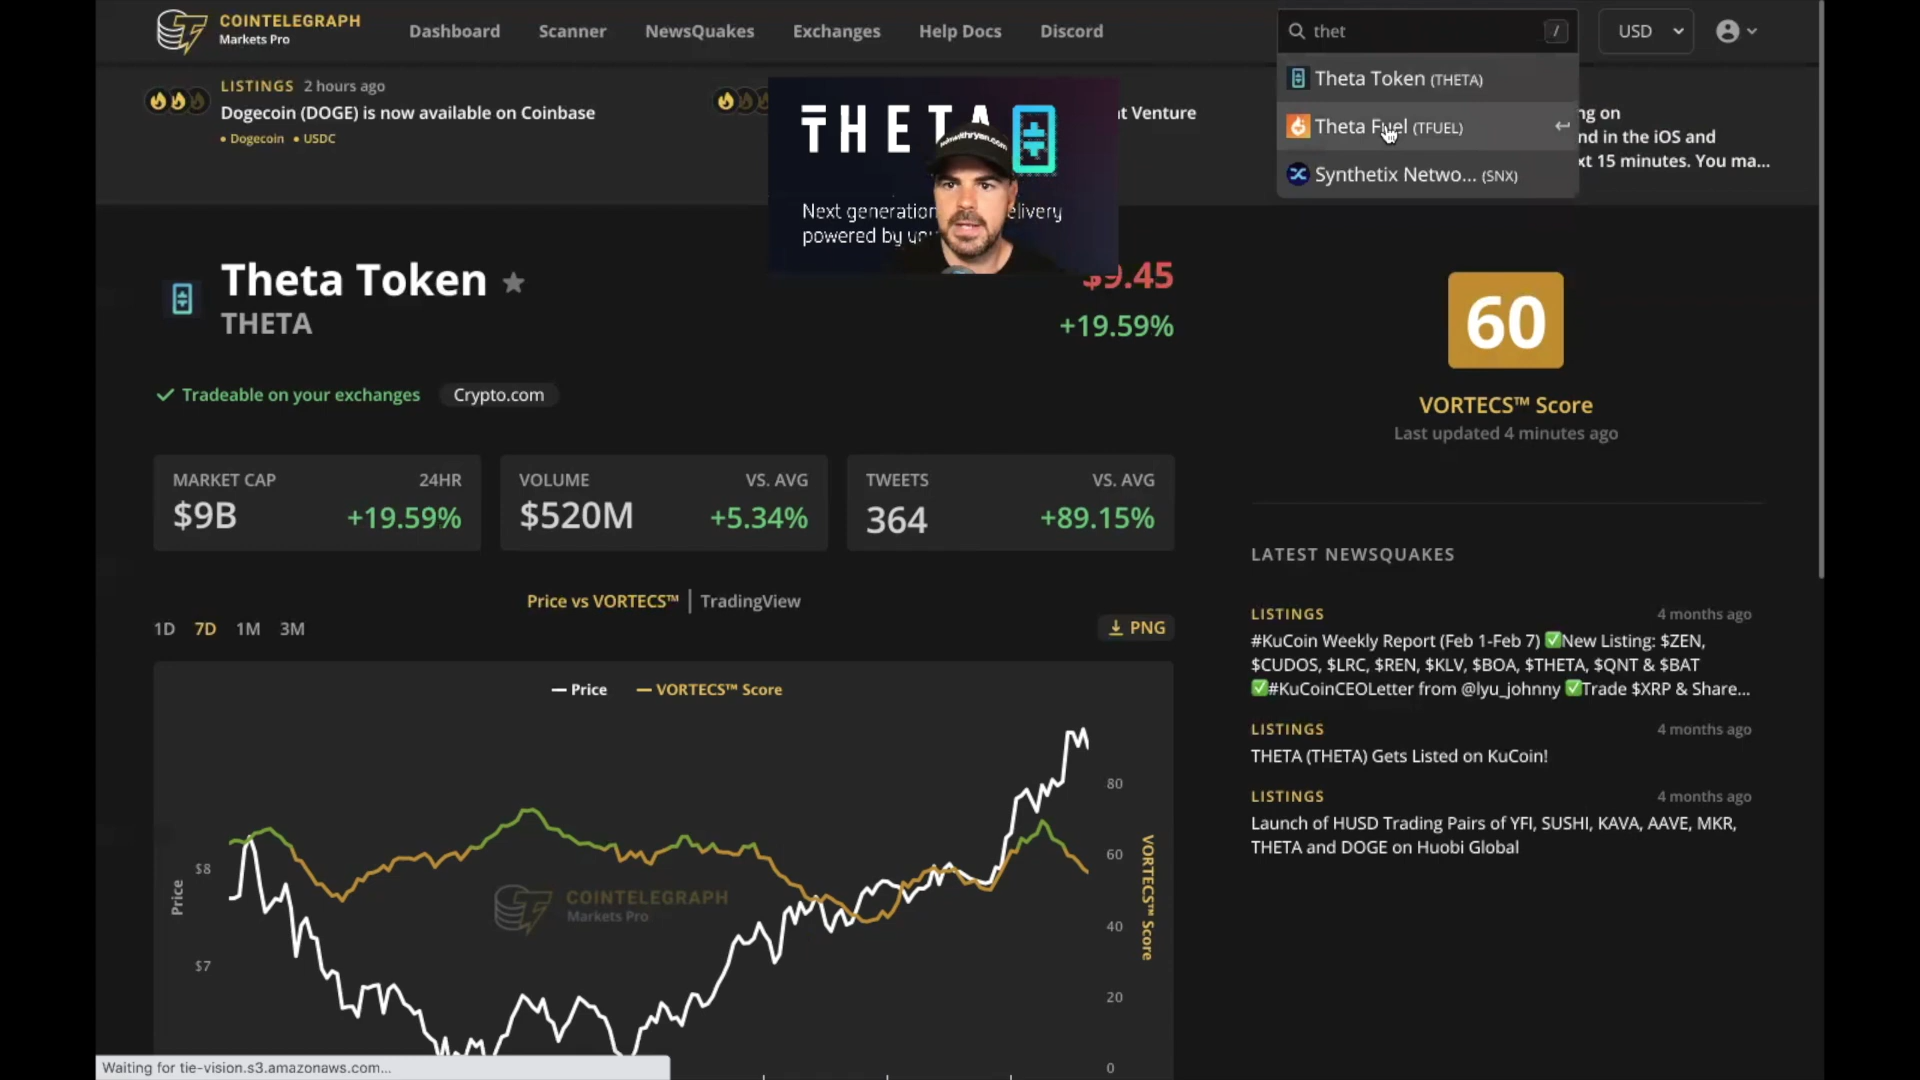 COINTELEGRAPH
Markets Pro
Dashboard
Scanner
NewsQuakes
Exchanges
Help Docs
Discord
thet
/
USD
Theta Token (THETA)
Theta Fuel (TFUEL)
Synthetix Netwo... (SNX)
LISTINGS 2 hours ago
Dogecoin (DOGE) is now available on Coinbase
• Dogecoin • USDC
Venture
on
nd in the iOS and
xt 15 minutes. You ma...
THETA
Next generation
powered by
Theta Token
THETA
$9.45
+19.59%
Tradeable on your exchanges
Crypto.com
60
VORTECS™ Score
Last updated 4 minutes ago
MARKET CAP 24HR
$9B +19.59%
VOLUME VS. AVG
$520M +5.34%
TWEETS VS. AVG
364 +89.15%
Price vs VORTECS™ | TradingView
1D 7D 1M 3M
PNG
Price
VORTECS™ Score
80
60
40
20
0
$8
$7
Price
VORTECS™ Score
COINTELEGRAPH
Markets Pro
LATEST NEWSQUAKES
LISTINGS 4 months ago
#KuCoin Weekly Report (Feb 1-Feb 7) ✅New Listing: $ZEN,
$CUDOS, $LRC, $REN, $KLV, $BOA, $THETA, $QNT & $BAT
✅#KuCoinCEOLetter from @lyu_johnny ✅Trade $XRP & Share...
LISTINGS 4 months ago
THETA (THETA) Gets Listed on KuCoin!
LISTINGS 4 months ago
Launch of HUSD Trading Pairs of YFI, SUSHI, KAVA, AAVE, MKR,
THETA and DOGE on Huobi Global
Waiting for tie-vision.s3.amazonaws.com...